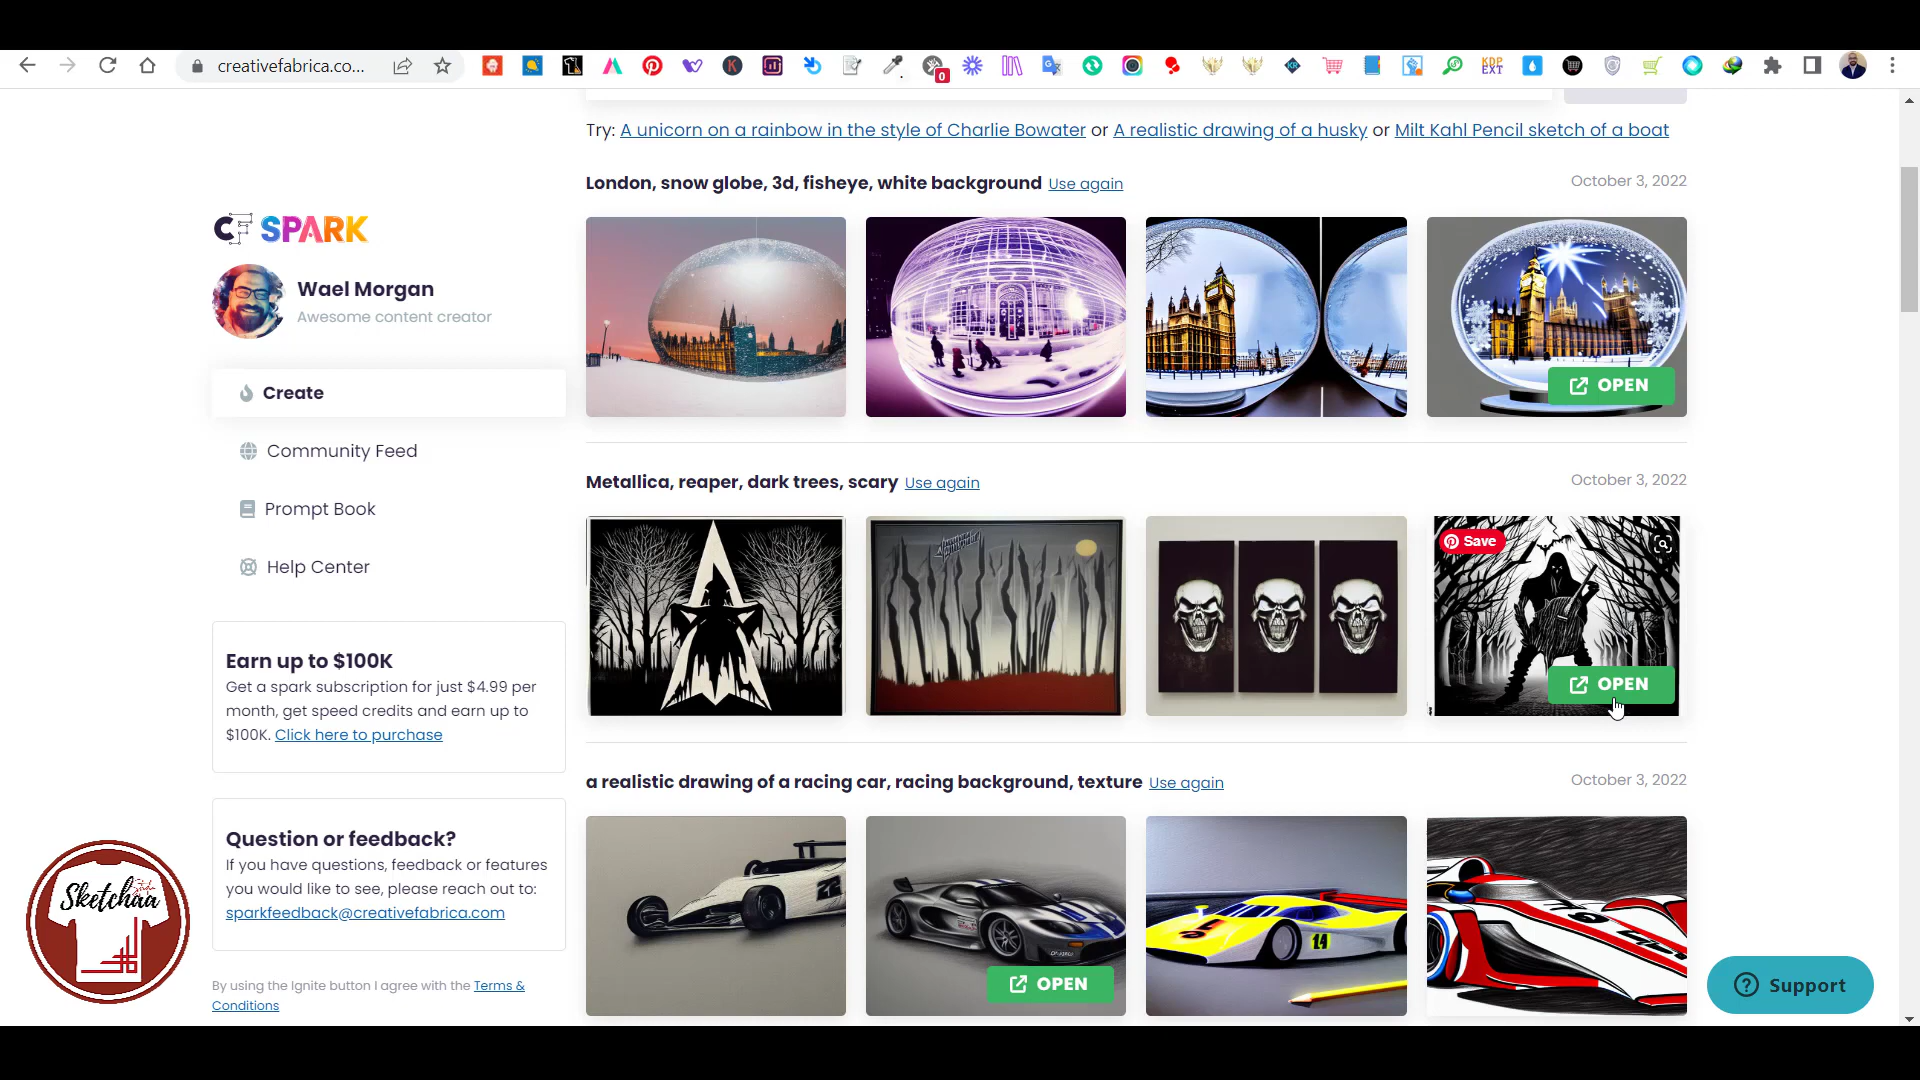 creativefabrica.co...
0
KR
KDP
EXT
Try: A unicorn on a rainbow in the style of Charlie Bowater or A realistic drawing of a husky or Milt Kahl Pencil sketch of a boat
London, snow globe, 3d, fisheye, white background Use again
October 3, 2022
CF SPARK
Wael Morgan
Awesome content creator
OPEN
Create
Community Feed
Metallica, reaper, dark trees, scary Use again
October 3, 2022
Prompt Book
Save
Help Center
Earn up to $100K
Get a spark subscription for just $4.99 per
month, get speed credits and earn up to
$100K. Click here to purchase
OPEN
a realistic drawing of a racing car, racing background, texture Use again
October 3, 2022
Question or feedback?
If you have questions, feedback or features
you would like to see, please reach out to:
sparkfeedback@creativefabrica.com
Sketchaa
14
OPEN
By using the Ignite button I agree with the Terms &
Conditions
Support